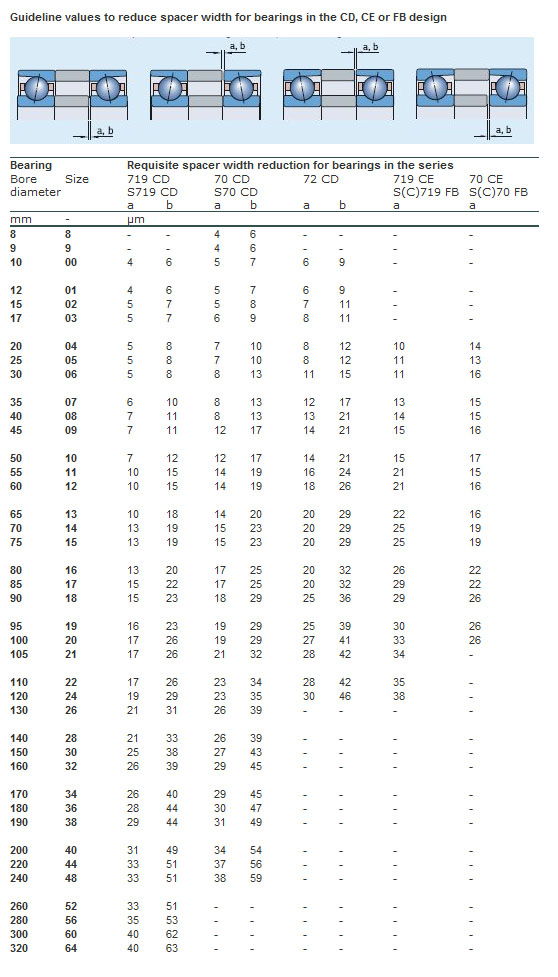 Guideline values to reduce spacer width for bearings in the CD, CE or FB design
a, b
a, b
a, b
a, b
Bearing Requisite spacer width reduction for bearings in the series
Bore Size 719 CD 70 CD 72 CD 719 CE 70 CE
diameter S719 CD S70 CD S(C)719 FB S(C)70 FB
a b a b a b a a
mm - µm
8 8 - - 4 6 - - - -
9 9 - - 4 6 - - - -
10 00 4 6 5 7 6 9 - -
12 01 4 6 5 7 6 9 - -
15 02 5 7 5 8 7 11 - -
17 03 5 7 6 9 8 11 - -
20 04 5 8 7 10 8 12 10 14
25 05 5 8 7 10 8 12 11 13
30 06 5 8 8 13 11 15 11 16
35 07 6 10 8 13 12 17 13 15
40 08 7 11 8 13 13 21 14 15
45 09 7 11 12 17 14 21 15 16
50 10 7 12 12 17 14 21 15 17
55 11 10 15 14 19 16 24 21 15
60 12 10 15 14 19 18 26 21 16
65 13 10 18 14 20 20 29 22 16
70 14 13 19 15 23 20 29 25 19
75 15 13 19 15 23 20 29 25 19
80 16 13 20 17 25 20 32 26 22
85 17 15 22 17 25 20 32 29 22
90 18 15 23 18 29 25 36 29 26
95 19 16 23 19 29 25 39 30 26
100 20 17 26 19 29 27 41 33 26
105 21 17 26 21 32 28 42 34 -
110 22 17 26 23 34 28 42 35 -
120 24 19 29 23 35 30 46 38 -
130 26 21 31 26 39 - - - -
140 28 21 33 26 39 - - - -
150 30 25 38 27 43 - - - -
160 32 26 39 29 45 - - - -
170 34 26 40 29 45 - - - -
180 36 28 44 30 47 - - - -
190 38 29 44 31 49 - - - -
200 40 31 49 34 54 - - - -
220 44 33 51 37 56 - - - -
240 48 33 51 38 59 - - - -
260 52 33 51 - - - - - -
280 56 35 53 - - - - - -
300 60 40 62 - - - - - -
320 64 40 63 - - - - - -